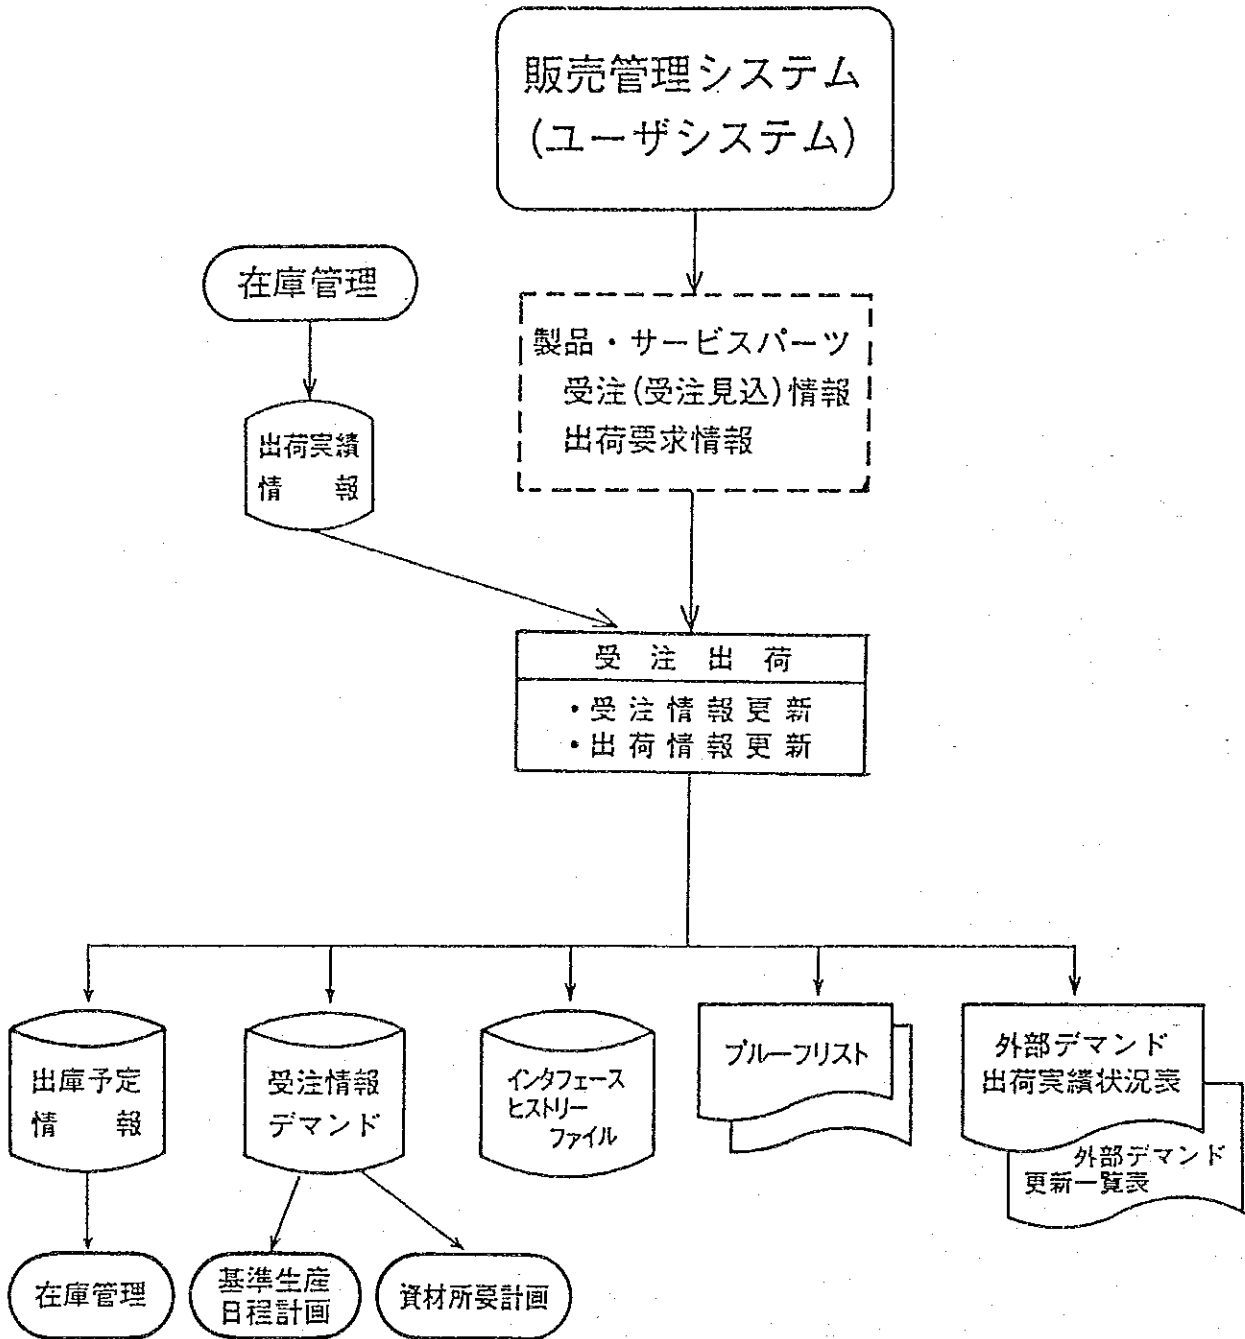 販売管理システム
(ユーザシステム)
在庫管理
製品・サービスパーツ
受注(受注見込)情報
出荷要求情報
出荷実績
情 報
受 注 出 荷
・受注情報更新
・出荷情報更新
出庫予定
情 報
受注情報
デマンド
インタフェース
ヒストリー
ファイル
プルーフリスト
外部デマンド
出荷実績状況表
外部デマンド
更新一覧表
在庫管理
基準生産
日程計画
資材所要計画